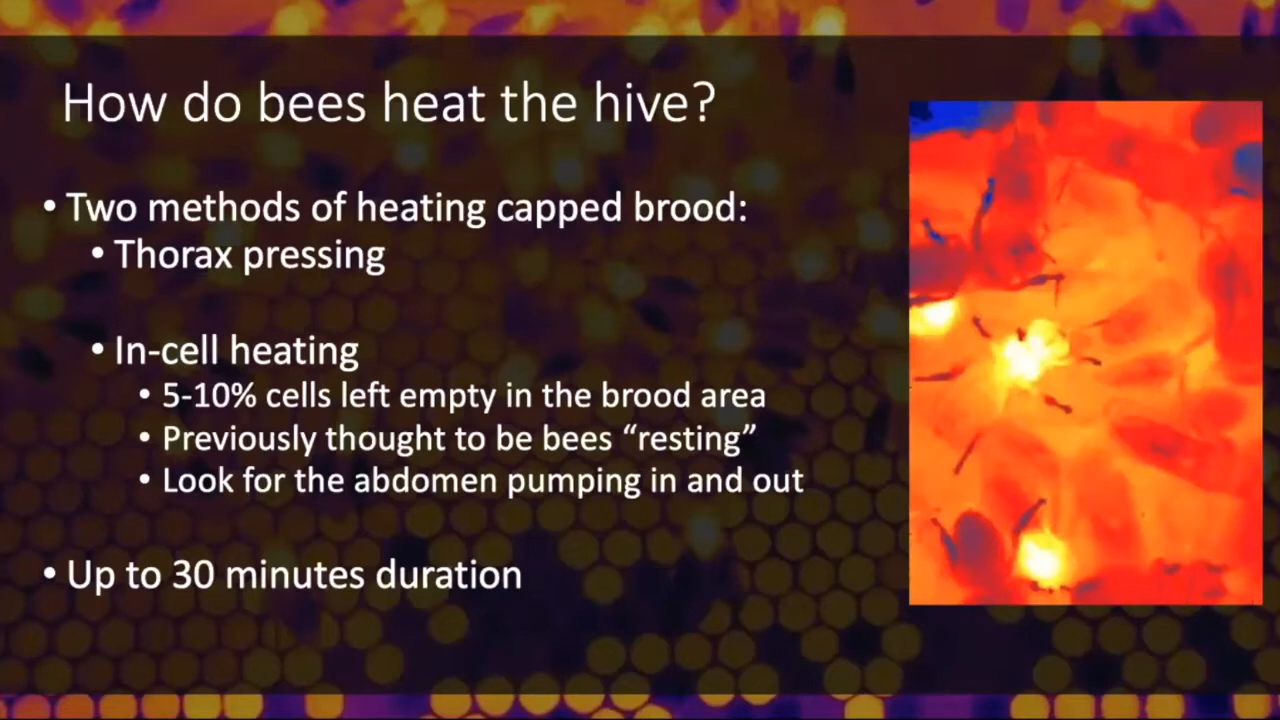 How do bees heat the hive?
• Two methods of heating capped brood:
• Thorax pressing
• In-cell heating
• 5-10% cells left empty in the brood area
• Previously thought to be bees “resting”
• Look for the abdomen pumping in and out
• Up to 30 minutes duration